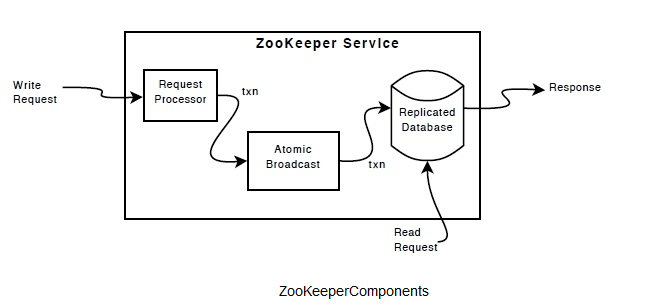 ZooKeeper Service
Write
Request
Request
Processor
txn
Atomic
Broadcast
txn
Replicated
Database
Response
Read
Request
ZooKeeperComponents